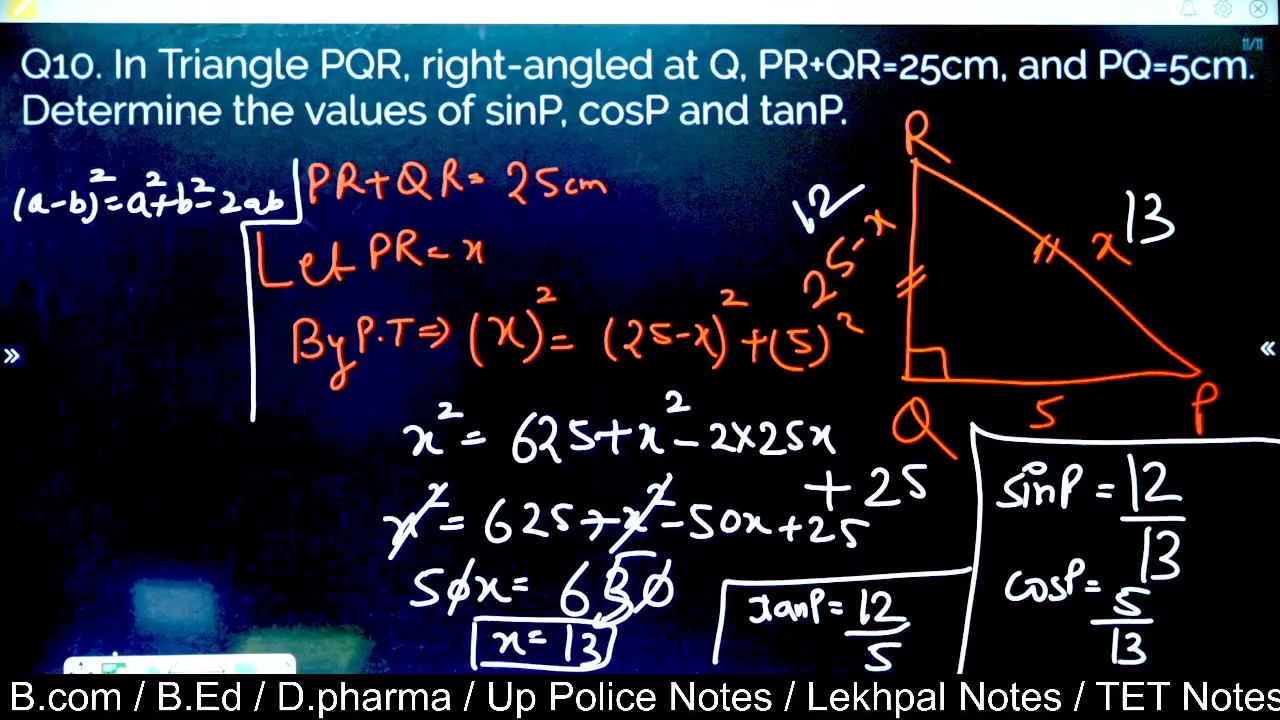 11/11
Q10. In Triangle PQR, right-angled at Q, PR+QR=25cm, and PQ=5cm.
Determine the values of sinP, cosP and tanP.
(a-b)²=a²+b²-2ab
PR+QR= 25cm
Let PR= x
By P.T ⇒ (x)² = (25-x)² + (5)²
x² = 625+x²-2×25x
+25
x² = 625+x²-50x+25
50x = 650
x= 13
R
12
25-x
x
13
Q
5
P
sinP = 12/13
cosP= 5/13
tanP= 12/5
»
«
B.com / B.Ed / D.pharma / Up Police Notes / Lekhpal Notes / TET Notes